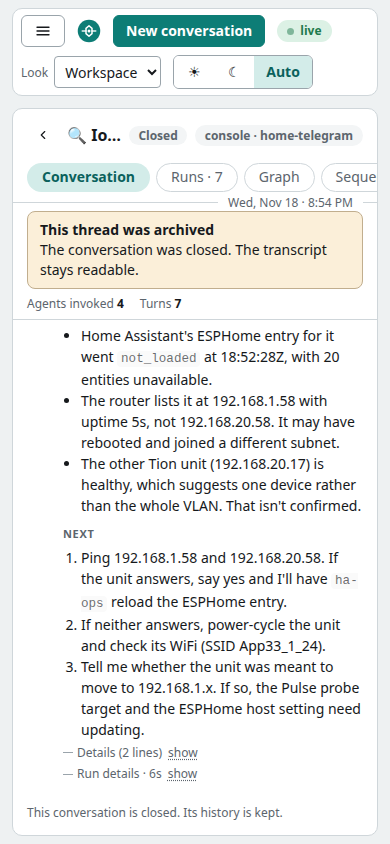 New conversation
live
Look
Workspace
Auto
Io...
Closed
console · home-telegram
Conversation
Runs · 7
Graph
Seque
Wed, Nov 18 · 8:54 PM
This thread was archived
The conversation was closed. The transcript
stays readable.
Agents invoked 4 Turns 7
• Home Assistant's ESPHome entry for it
went not_loaded at 18:52:28Z, with 20
entities unavailable.
• The router lists it at 192.168.1.58 with
uptime 5s, not 192.168.20.58. It may have
rebooted and joined a different subnet.
• The other Tion unit (192.168.20.17) is
healthy, which suggests one device rather
than the whole VLAN. That isn't confirmed.
NEXT
1. Ping 192.168.1.58 and 192.168.20.58. If
the unit answers, say yes and I'll have ha-
ops reload the ESPHome entry.
2. If neither answers, power-cycle the unit
and check its WiFi (SSID App33_1_24).
3. Tell me whether the unit was meant to
move to 192.168.1.x. If so, the Pulse probe
target and the ESPHome host setting need
updating.
— Details (2 lines) show
— Run details · 6s show
This conversation is closed. Its history is kept.